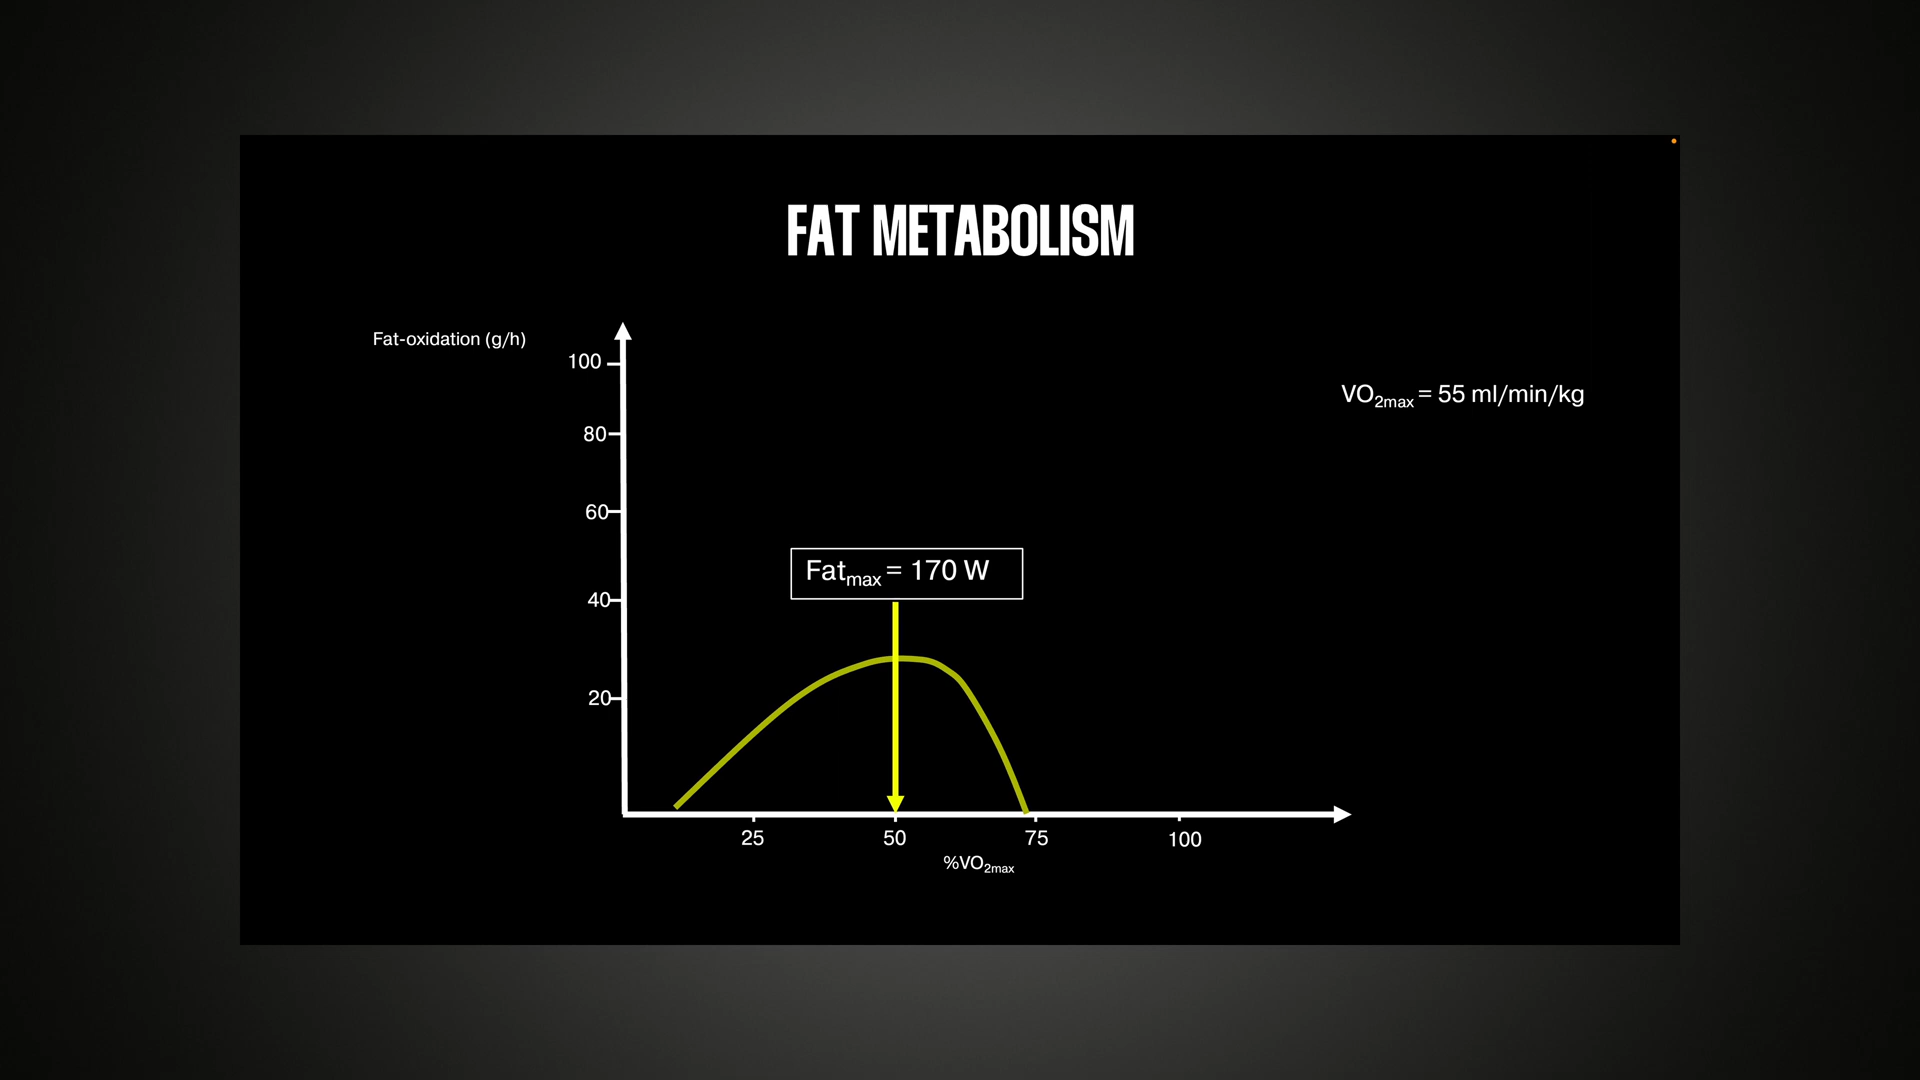 FAT METABOLISM
Fat-oxidation (g/h)
100
VO2max = 55 ml/min/kg
80
60
Fatmax = 170 W
40
20
25 50 75 100
%VO2max